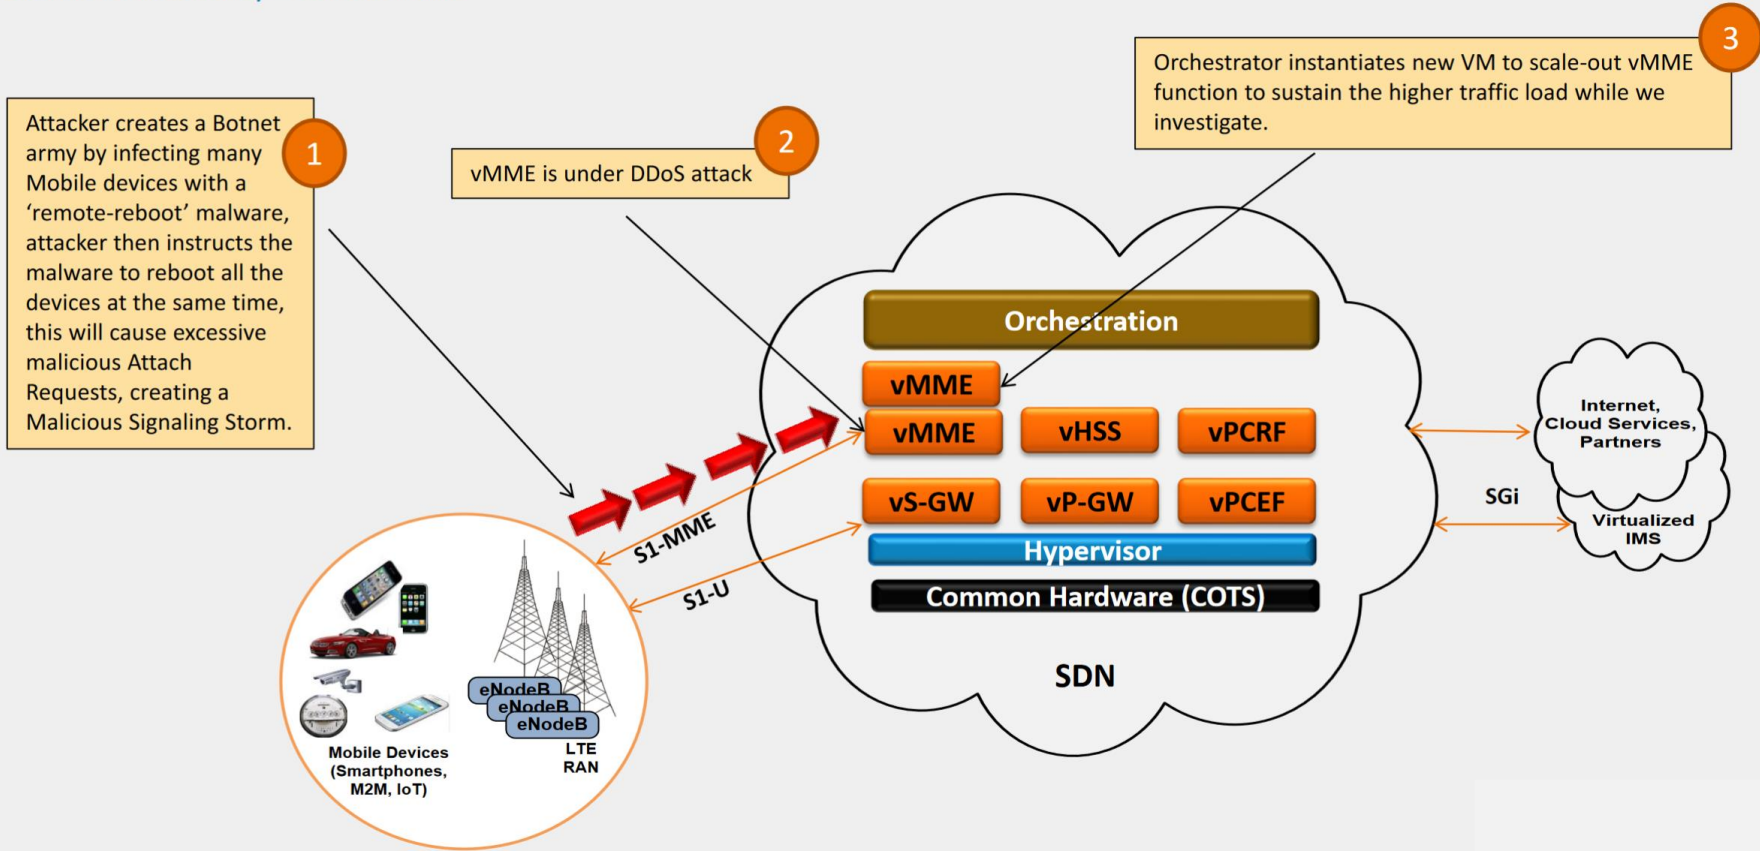 Attacker creates a Botnet
army by infecting many
Mobile devices with a
‘remote-reboot’ malware,
attacker then instructs the
malware to reboot all the
devices at the same time,
this will cause excessive
malicious Attach
Requests, creating a
Malicious Signaling Storm.
1
vMME is under DDoS attack
2
Orchestrator instantiates new VM to scale-out vMME
function to sustain the higher traffic load while we
investigate.
3
Orchestration
vMME
vMME
vHSS
vPCRF
vS-GW
vP-GW
vPCEF
Hypervisor
Common Hardware (COTS)
SDN
S1-MME
S1-U
eNodeB
eNodeB
eNodeB
LTE
RAN
Mobile Devices
(Smartphones,
M2M, IoT)
Internet,
Cloud Services,
Partners
SGi
Virtualized
IMS